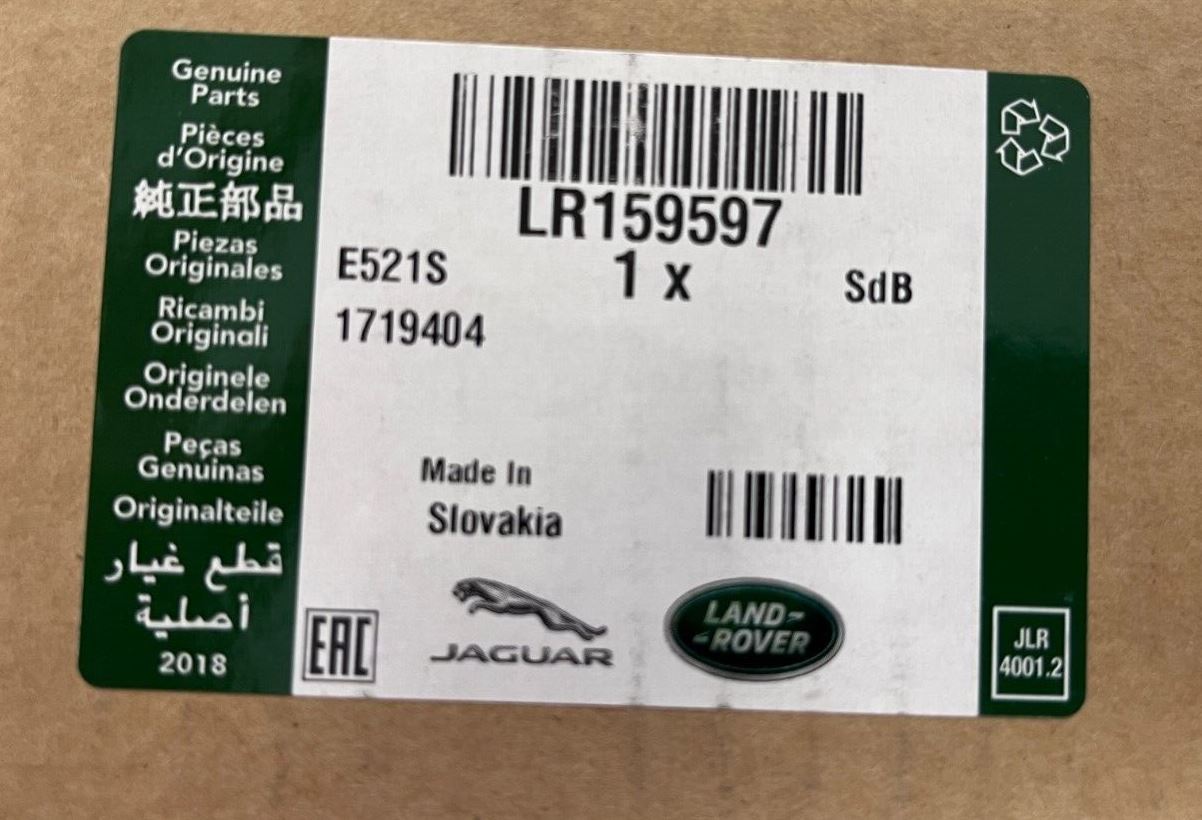 Genuine
Parts
Pièces
d'Origine
純正部品
Piezas
Originales
Ricambi
Originali
Originele
Onderdelen
Peças
Genuinas
Originalteile
قطع غيار
أصلية
2018
LR159597
E521S 1 x SdB
1719404
Made In
Slovakia
EAC
JAGUAR
LAND-
-ROVER
JLR
4001.2